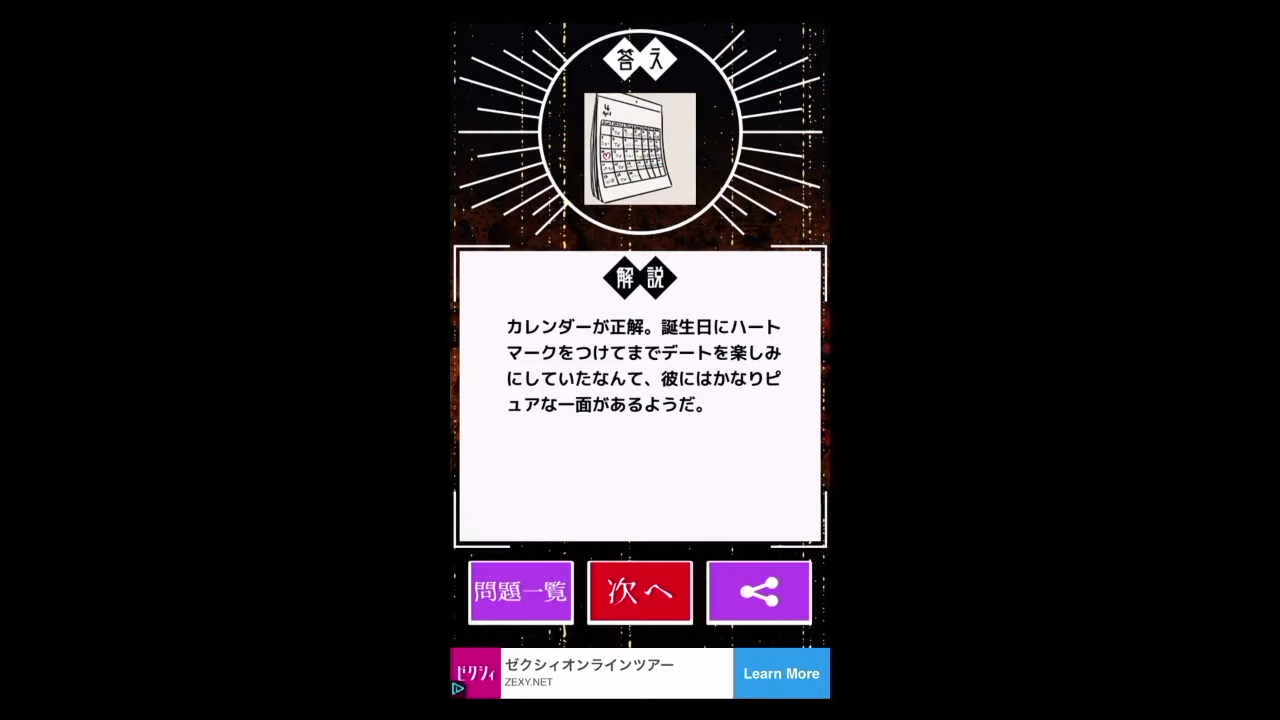 答え
解説
カレンダーが正解。誕生日にハート
マークをつけてまでデートを楽しみ
にしていたなんて、彼にはかなりピ
ュアな一面があるようだ。
問題一覧
次へ
ゼクシィ
ゼクシィオンラインツアー
ZEXY.NET
Learn More